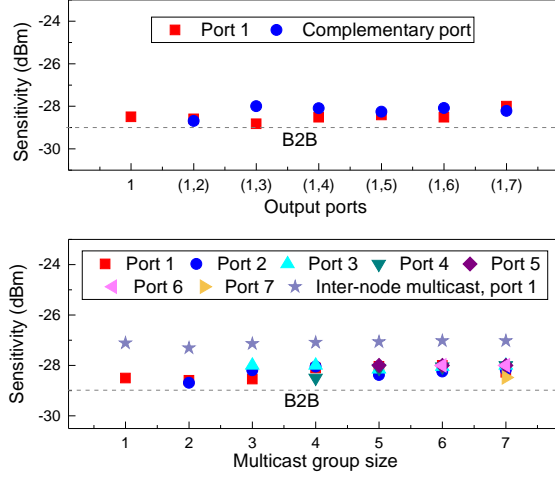 -24
-26
-28
-30
Sensitivity (dBm)
Port 1 Complementary port
B2B
1 (1,2) (1,3) (1,4) (1,5) (1,6) (1,7)
Output ports
-24
-26
-28
-30
Sensitivity (dBm)
Port 1 Port 2 Port 3 Port 4 Port 5
Port 6 Port 7 Inter-node multicast, port 1
B2B
1 2 3 4 5 6 7
Multicast group size